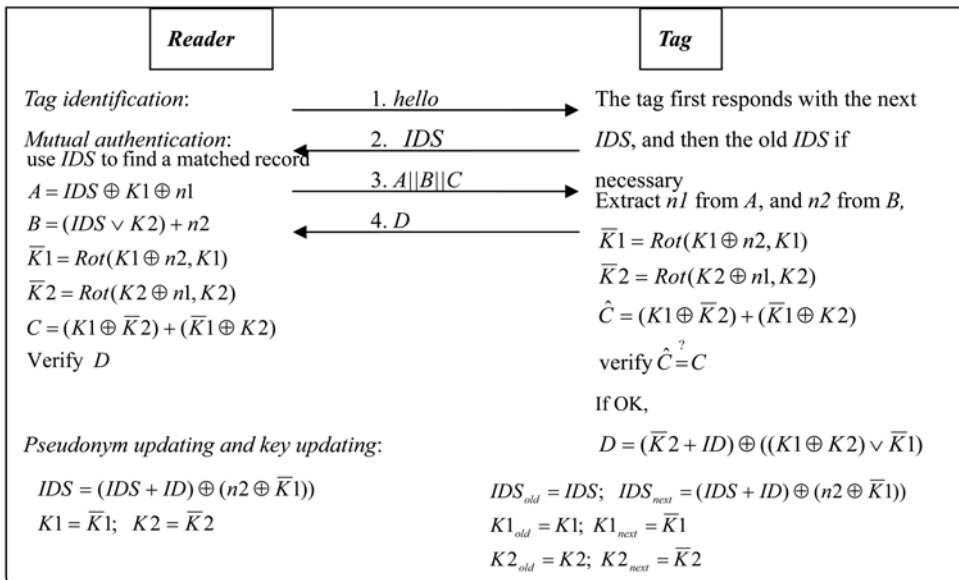 Reader
Tag identification:
1. hello
Mutual authentication:
2. IDS
use IDS to find a matched record
A = IDS ⊕ K1 ⊕ n1
3. A||B||C
B = (IDS ∨ K2) + n2
4. D
K̅1 = Rot(K1 ⊕ n2, K1)
K̅2 = Rot(K2 ⊕ n1, K2)
C = (K1 ⊕ K̅2) + (K̅1 ⊕ K2)
Verify D
Tag
The tag first responds with the next
IDS, and then the old IDS if
necessary
Extract n1 from A, and n2 from B,
K̅1 = Rot(K1 ⊕ n2, K1)
K̅2 = Rot(K2 ⊕ n1, K2)
Ĉ = (K1 ⊕ K̅2) + (K̅1 ⊕ K2)
verify Ĉ =? C
If OK,
D = (K̅2 + ID) ⊕ ((K1 ⊕ K2) ∨ K̅1)
Pseudonym updating and key updating:
IDS = (IDS + ID) ⊕ (n2 ⊕ K̅1))
K1 = K̅1; K2 = K̅2
IDS_old = IDS; IDS_next = (IDS + ID) ⊕ (n2 ⊕ K̅1))
K1_old = K1; K1_next = K̅1
K2_old = K2; K2_next = K̅2